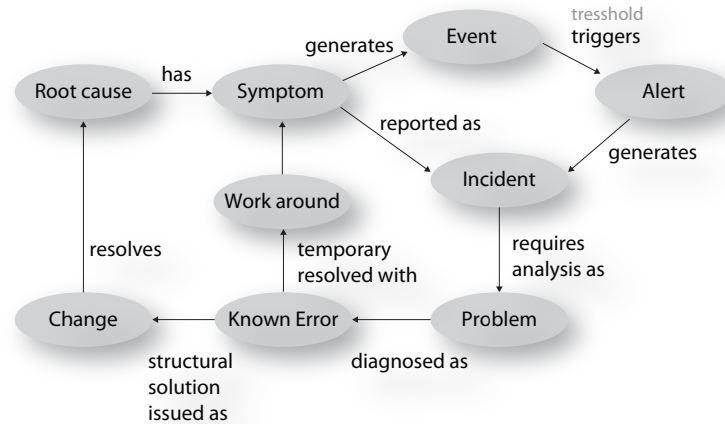 tresshold
triggers
generates
Event
has
Root cause
Symptom
Alert
reported as
generates
Incident
Work around
resolves
temporary
resolved with
requires
analysis as
Change
Known Error
Problem
structural
solution
issued as
diagnosed as